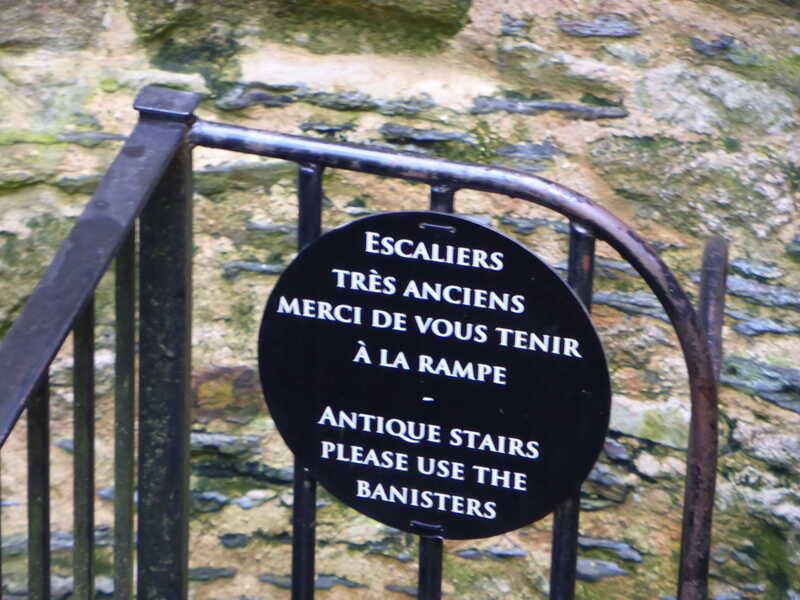 Escaliers
très anciens
merci de vous tenir
à la rampe
-
Antique stairs
please use the
banisters